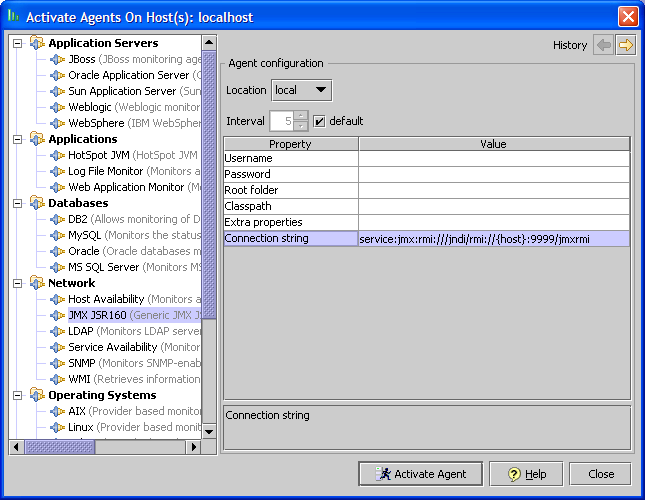 Activate Agents On Host(s): localhost
History
Application Servers
JBoss (JBoss monitoring age
Oracle Application Server (O
Sun Application Server (Sun
Weblogic (Weblogic monitor
WebSphere (IBM WebSpher
Applications
HotSpot JVM (HotSpot JVM
Log File Monitor (Monitors a
Web Application Monitor (M
Databases
DB2 (Allows monitoring of D
MySQL (Monitors the status
Oracle (Oracle databases m
MS SQL Server (Monitors MS
Network
Host Availability (Monitors a
JMX JSR160 (Generic JMX JS
LDAP (Monitors LDAP server
Service Availability (Monitor
SNMP (Monitors SNMP-enab
WMI (Retrieves information
Operating Systems
AIX (Provider based monito
Linux (Provider based monit
Agent configuration
Location local
Interval 5 default
Property Value
Username
Password
Root folder
Classpath
Extra properties
Connection string service:jmx:rmi:///jndi/rmi://{host}:9999/jmxrmi
Connection string
Activate Agent Help Close